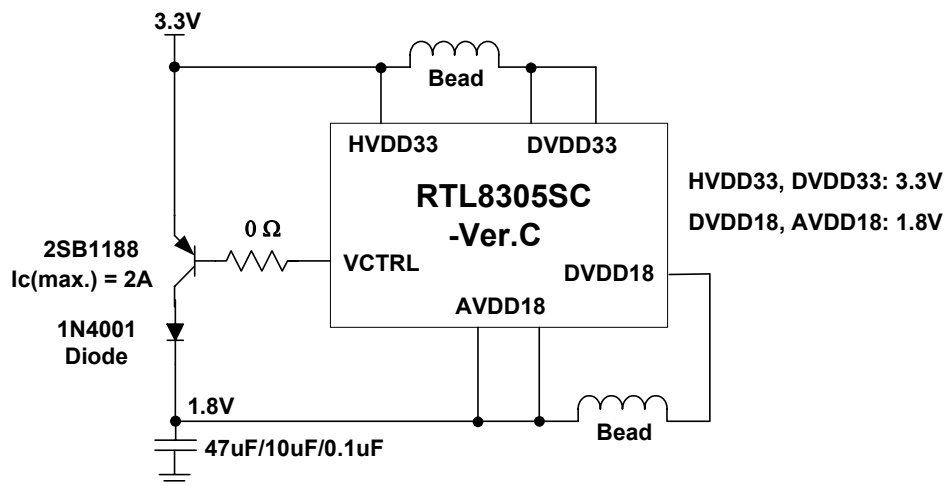 3.3V
Bead
HVDD33
DVDD33
RTL8305SC
-Ver.C
HVDD33, DVDD33: 3.3V
DVDD18, AVDD18: 1.8V
0 Ω
2SB1188
Ic(max.) = 2A
VCTRL
DVDD18
AVDD18
1N4001
Diode
1.8V
Bead
47uF/10uF/0.1uF